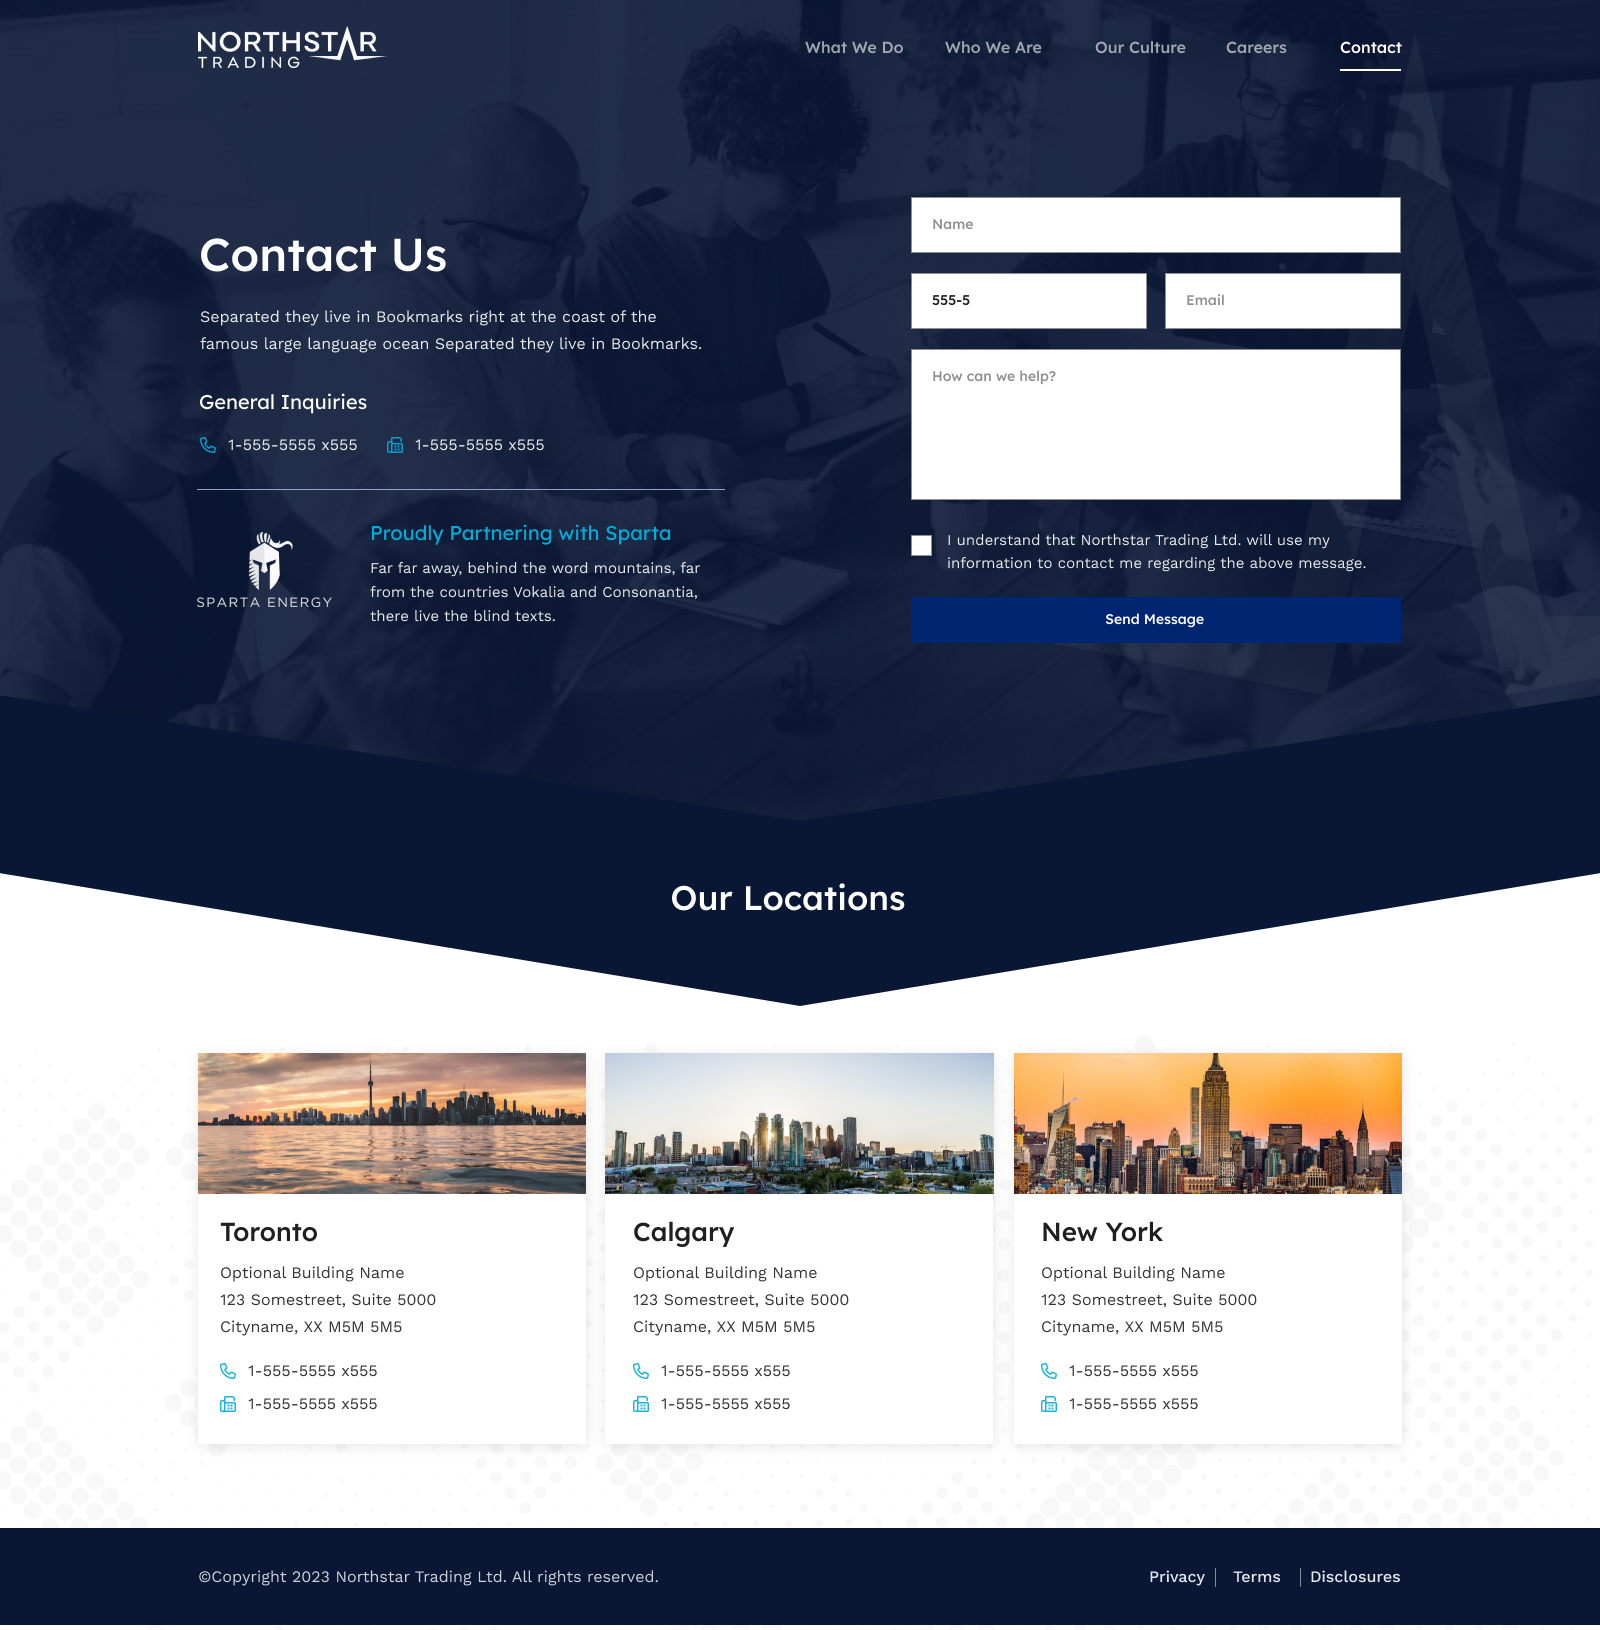 NORTHSTAR
TRADING
What We Do
Who We Are
Our Culture
Careers
Contact
Contact Us
Separated they live in Bookmarks right at the coast of the
famous large language ocean Separated they live in Bookmarks.
General Inquiries
1-555-5555 x555
1-555-5555 x555
SPARTA ENERGY
Proudly Partnering with Sparta
Far far away, behind the word mountains, far
from the countries Vokalia and Consonantia,
there live the blind texts.
Name
555-5
Email
How can we help?
I understand that Northstar Trading Ltd. will use my
information to contact me regarding the above message.
Send Message
Our Locations
Toronto
Optional Building Name
123 Somestreet, Suite 5000
Cityname, XX M5M 5M5
1-555-5555 x555
1-555-5555 x555
Calgary
Optional Building Name
123 Somestreet, Suite 5000
Cityname, XX M5M 5M5
1-555-5555 x555
1-555-5555 x555
New York
Optional Building Name
123 Somestreet, Suite 5000
Cityname, XX M5M 5M5
1-555-5555 x555
1-555-5555 x555
©Copyright 2023 Northstar Trading Ltd. All rights reserved.
Privacy
Terms
Disclosures